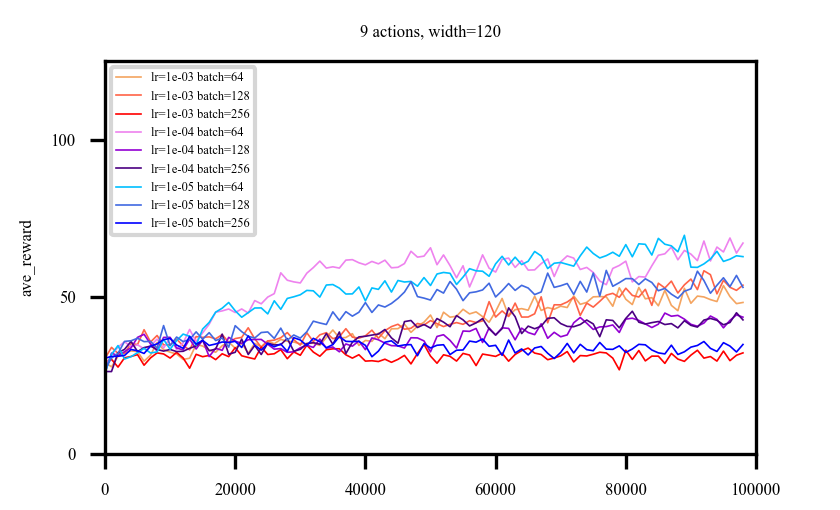 9 actions, width=120
lr=1e-03 batch=64
lr=1e-03 batch=128
lr=1e-03 batch=256
lr=1e-04 batch=64
lr=1e-04 batch=128
lr=1e-04 batch=256
lr=1e-05 batch=64
lr=1e-05 batch=128
lr=1e-05 batch=256
100
50
0
ave_reward
0 20000 40000 60000 80000 100000